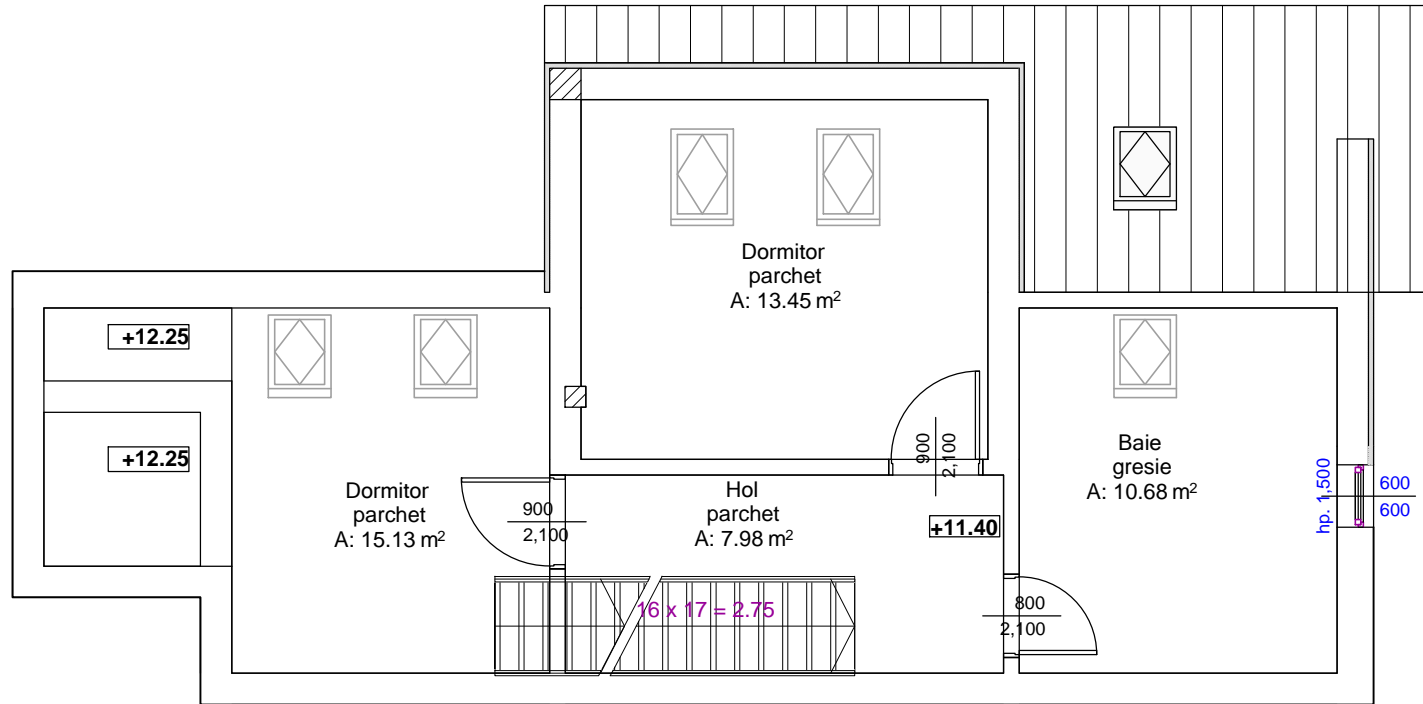 Dormitor
parchet
A: 13.45 m²
+12.25
+12.25
Dormitor
parchet
A: 15.13 m²
900
2,100
Hol
parchet
A: 7.98 m²
900
2,100
+11.40
Baie
gresie
A: 10.68 m²
hp. 1,500
600
600
16 x 17 = 2.75
800
2,100